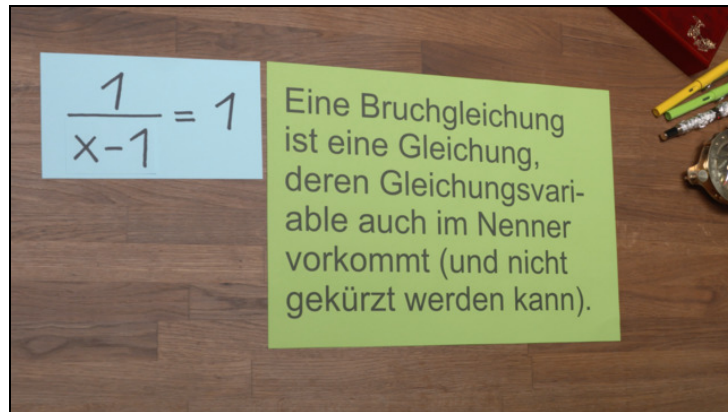 1
x-1 = 1
Eine Bruchgleichung
ist eine Gleichung,
deren Gleichungsvari-
able auch im Nenner
vorkommt (und nicht
gekürzt werden kann).